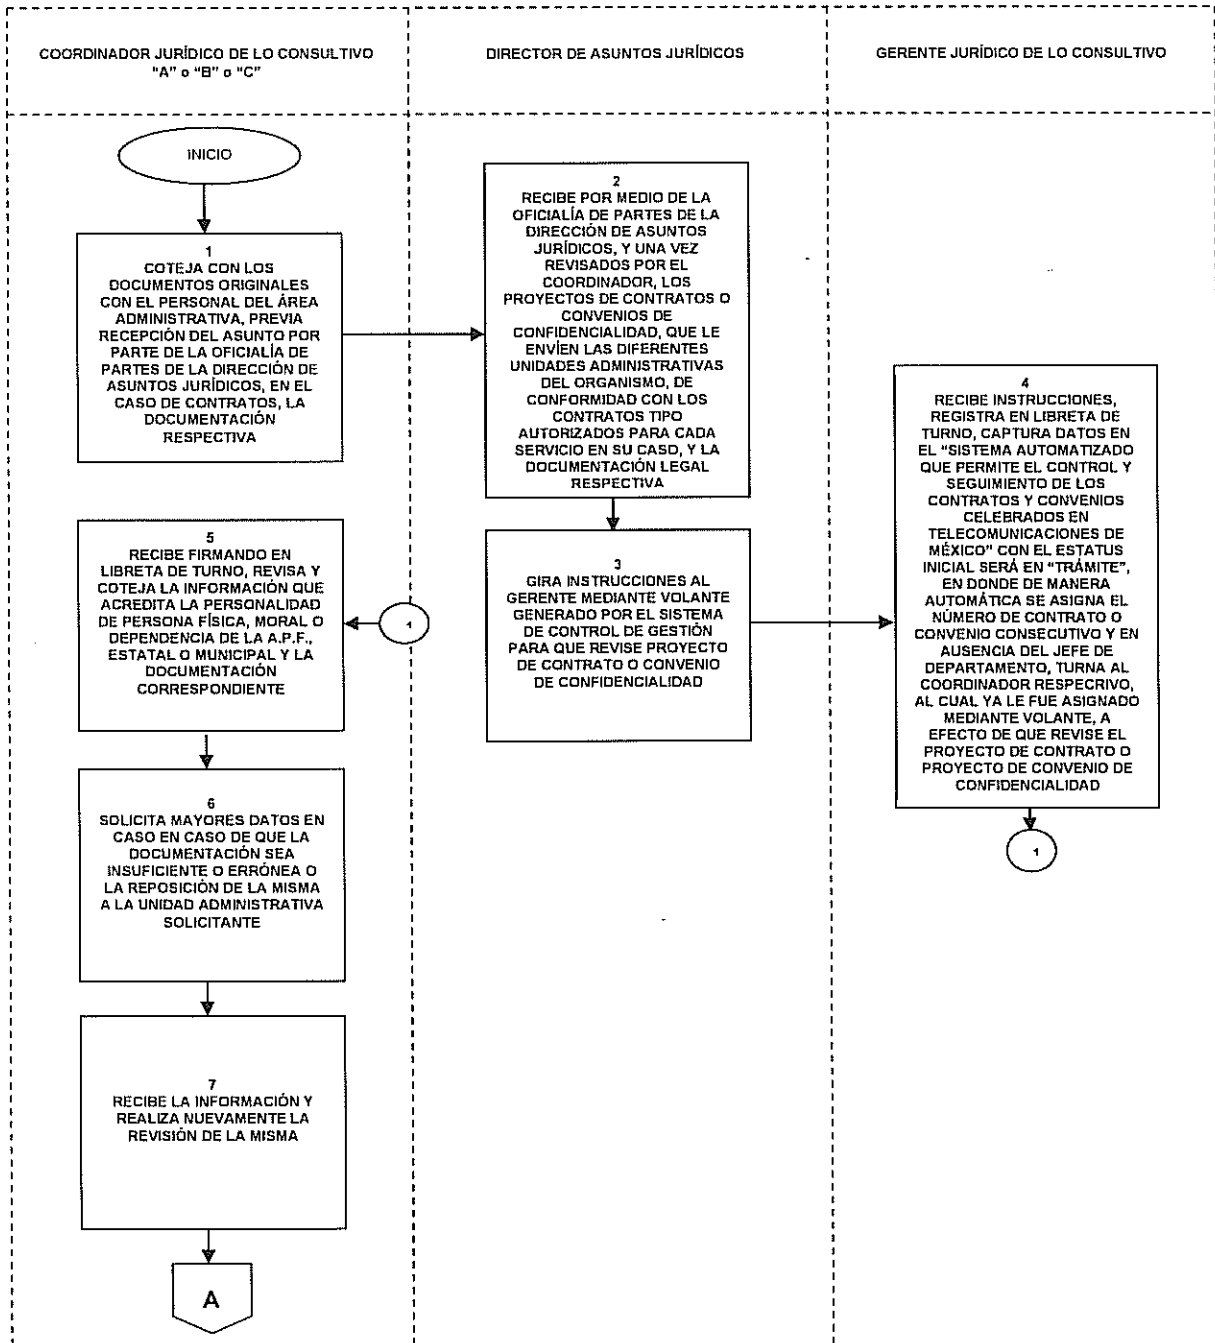 COORDINADOR JURÍDICO DE LO CONSULTIVO
"A" o "B" o "C"
DIRECTOR DE ASUNTOS JURÍDICOS
GERENTE JURÍDICO DE LO CONSULTIVO
INICIO
1
COTEJA CON LOS
DOCUMENTOS ORIGINALES
CON EL PERSONAL DEL ÁREA
ADMINISTRATIVA, PREVIA
RECEPCIÓN DEL ASUNTO POR
PARTE DE LA OFICIALÍA DE
PARTES DE LA DIRECCIÓN DE
ASUNTOS JURÍDICOS, EN EL
CASO DE CONTRATOS, LA
DOCUMENTACIÓN
RESPECTIVA
2
RECIBE POR MEDIO DE LA
OFICIALÍA DE PARTES DE LA
DIRECCIÓN DE ASUNTOS
JURÍDICOS, Y UNA VEZ
REVISADOS POR EL
COORDINADOR, LOS
PROYECTOS DE CONTRATOS O
CONVENIOS DE
CONFIDENCIALIDAD, QUE LE
ENVÍEN LAS DIFERENTES
UNIDADES ADMINISTRATIVAS
DEL ORGANISMO, DE
CONFORMIDAD CON LOS
CONTRATOS TIPO
AUTORIZADOS PARA CADA
SERVICIO EN SU CASO, Y LA
DOCUMENTACIÓN LEGAL
RESPECTIVA
3
GIRA INSTRUCCIONES AL
GERENTE MEDIANTE VOLANTE
GENERADO POR EL SISTEMA
DE CONTROL DE GESTIÓN
PARA QUE REVISE PROYECTO
DE CONTRATO O CONVENIO
DE CONFIDENCIALIDAD
4
RECIBE INSTRUCCIONES,
REGISTRA EN LIBRETA DE
TURNO, CAPTURA DATOS EN
EL "SISTEMA AUTOMATIZADO
QUE PERMITE EL CONTROL Y
SEGUIMIENTO DE LOS
CONTRATOS Y CONVENIOS
CELEBRADOS EN
TELECOMUNICACIONES DE
MÉXICO" CON EL ESTATUS
INICIAL SERÁ EN "TRÁMITE",
EN DONDE DE MANERA
AUTOMÁTICA SE ASIGNA EL
NÚMERO DE CONTRATO O
CONVENIO CONSECUTIVO Y EN
AUSENCIA DEL JEFE DE
DEPARTAMENTO, TURNA AL
COORDINADOR RESPECRIVO,
AL CUAL YA LE FUE ASIGNADO
MEDIANTE VOLANTE, A
EFECTO DE QUE REVISE EL
PROYECTO DE CONTRATO O
PROYECTO DE CONVENIO DE
CONFIDENCIALIDAD
1
1
5
RECIBE FIRMANDO EN
LIBRETA DE TURNO, REVISA Y
COTEJA LA INFORMACIÓN QUE
ACREDITA LA PERSONALIDAD
DE PERSONA FÍSICA, MORAL O
DEPENDENCIA DE LA A.P.F.,
ESTATAL O MUNICIPAL Y LA
DOCUMENTACIÓN
CORRESPONDIENTE
6
SOLICITA MAYORES DATOS EN
CASO EN CASO DE QUE LA
DOCUMENTACIÓN SEA
INSUFICIENTE O ERRÓNEA O
LA REPOSICIÓN DE LA MISMA
A LA UNIDAD ADMINISTRATIVA
SOLICITANTE
7
RECIBE LA INFORMACIÓN Y
REALIZA NUEVAMENTE LA
REVISIÓN DE LA MISMA
A